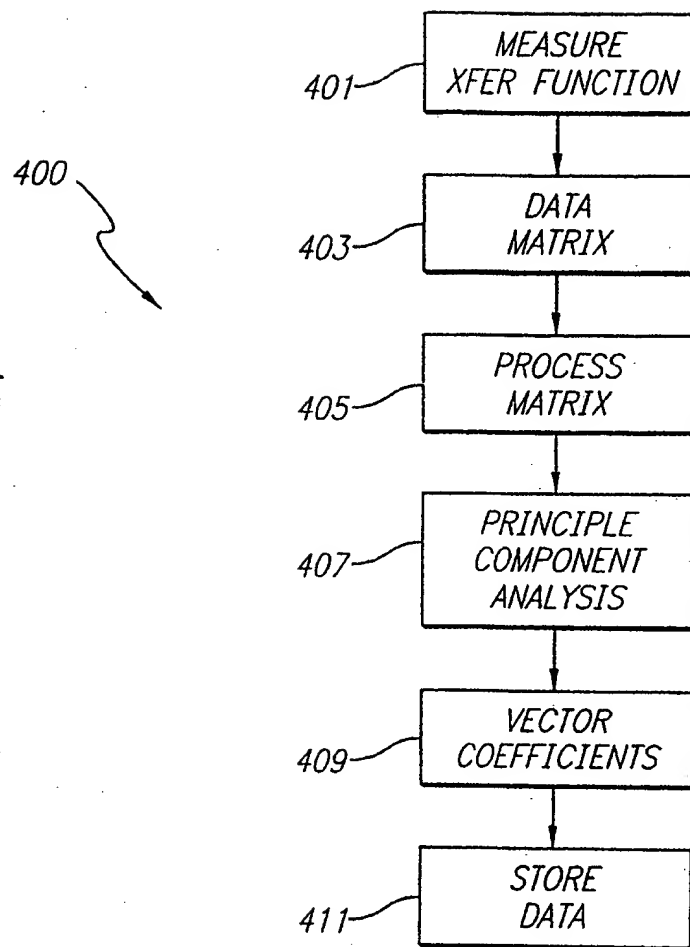 MEASURE
XFER FUNCTION
401
400
DATA
MATRIX
403
PROCESS
MATRIX
405
PRINCIPLE
COMPONENT
ANALYSIS
407
VECTOR
COEFFICIENTS
409
STORE
DATA
411